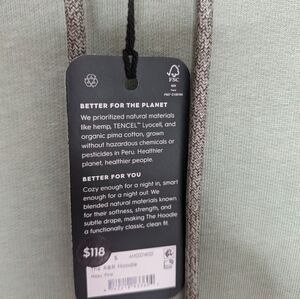 FSC
BETTER FOR THE PLANET
We prioritized natural materials
like hemp, TENCEL™ Lyocell, and
organic pima cotton, grown
without hazardous chemicals or
pesticides in Peru. Healthier
planet, healthier people.
BETTER FOR YOU
Cozy enough for a night in, smart
enough for a night out. We
blended natural materials known
for their softness, strength, and
subtle drape, making The Hoodie
a functionally classic, clean fit.
$118
S
The R&R Hoodie